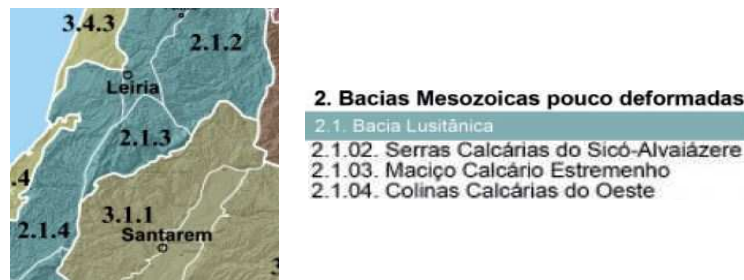 3.4.3
2.1.2
Leiria
2.1.3
.4
3.1.1
2.1.4
Santarem
3
2. Bacias Mesozoicas pouco deformadas
2.1. Bacia Lusitânica
2.1.02. Serras Calcárias do Sicó-Alvaiázere
2.1.03. Maciço Calcário Estremenho
2.1.04. Colinas Calcárias do Oeste